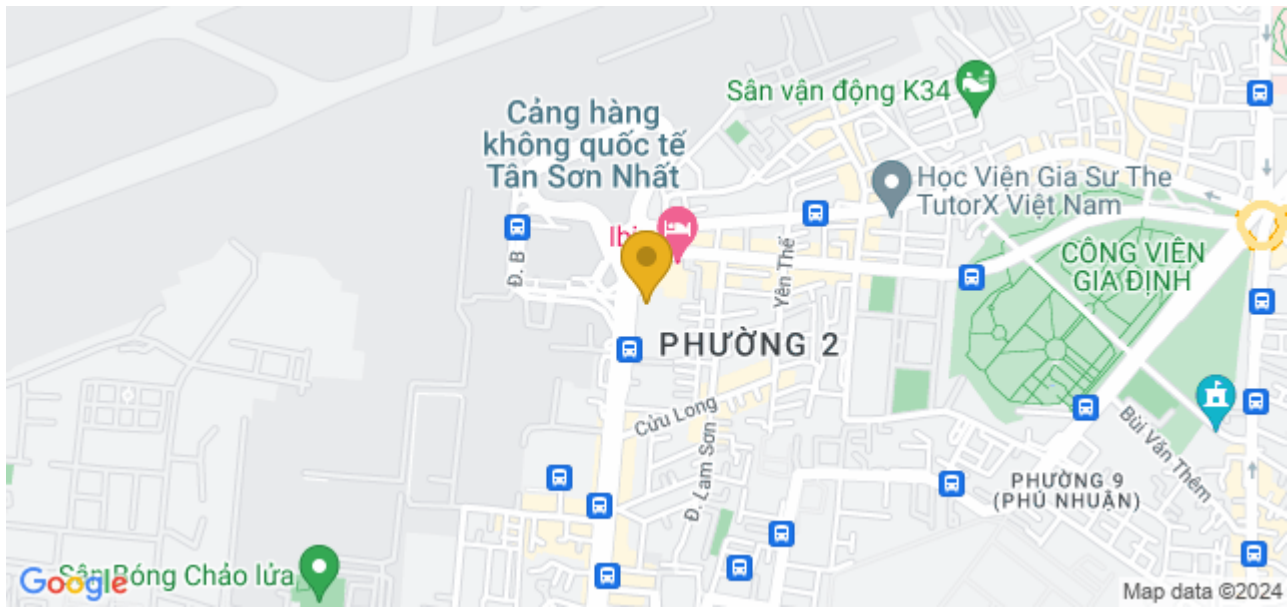 Sân vận động K34
Cảng hàng
không quốc tế
Tân Sơn Nhất
Học Viện Gia Sư The
TutorX Việt Nam
Đ. B
Yên Thế
CÔNG VIÊN
GIA ĐỊNH
PHƯỜNG 2
Cửu Long
Đ. Lam Sơn
Bùi Văn Thêm
PHƯỜNG 9
(PHÚ NHUẬN)
Sân Bóng Chảo lửa
Google
Map data ©2024